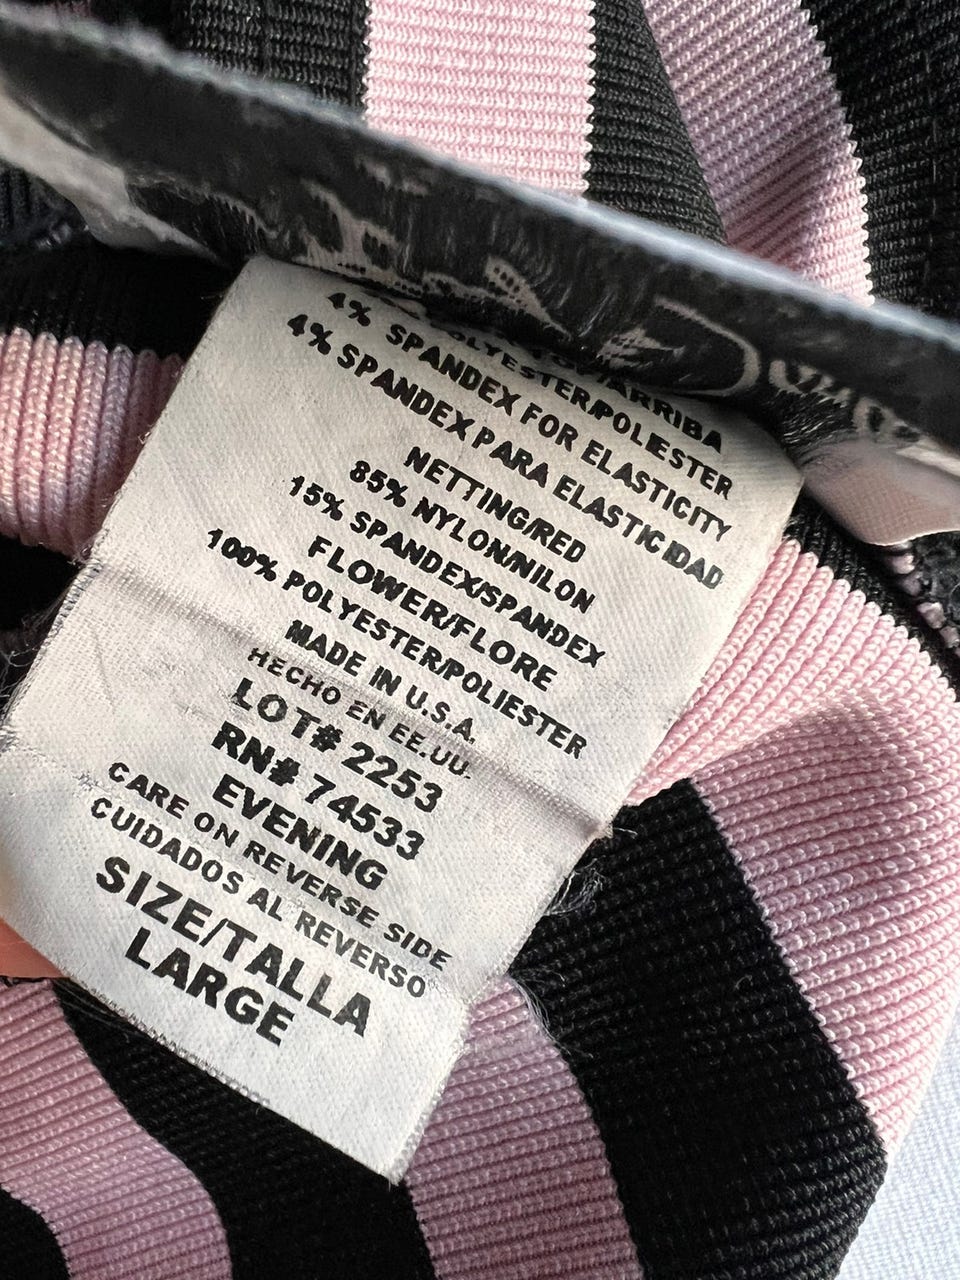 ARRIBA
POLYESTER/POLIESTER
4% SPANDEX FOR ELASTICITY
4% SPANDEX PARA ELASTICIDAD
NETTING/RED
85% NYLON/NILON
15% SPANDEX/SPANDEX
FLOWER/FLORE
100% POLYESTER/POLIESTER
MADE IN U.S.A.
HECHO EN EE.UU.
LOT# 2253
RN# 74533
EVENING
CARE ON REVERSE SIDE
CUIDADOS AL REVERSO
SIZE/TALLA
LARGE